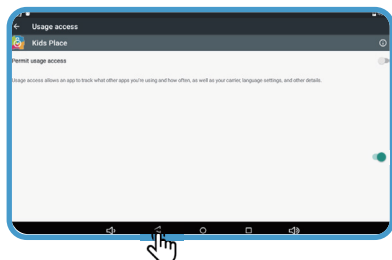 Usage access
Kids Place
Permit usage access
Usage access allows an app to track what other apps you're using and how often, as well as your carrier, language settings, and other details.